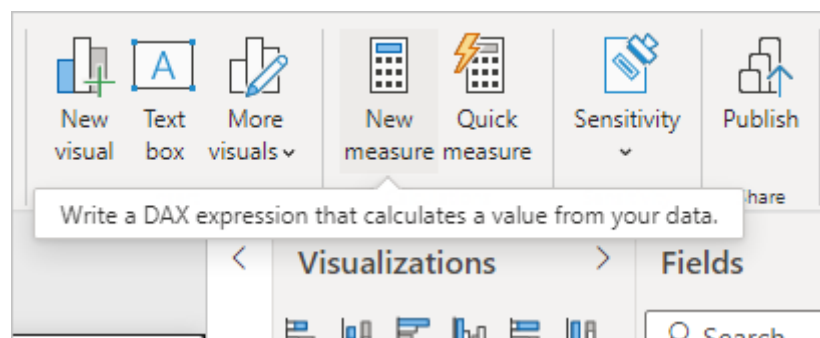 New visual
Text box
More visuals
New measure
Quick measure
Sensitivity
Publish
Write a DAX expression that calculates a value from your data.
Visualizations
Fields
Search